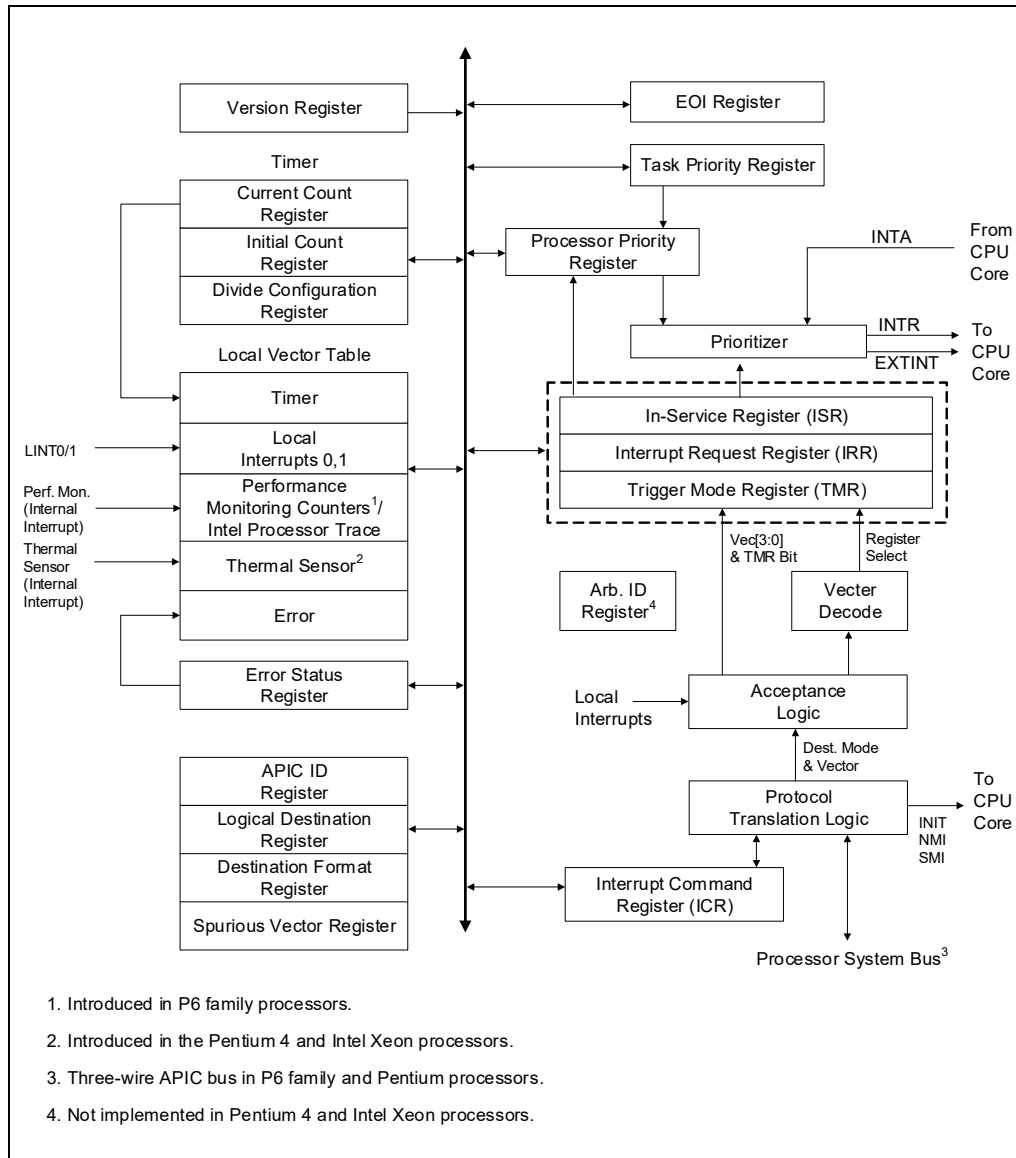 Version Register
EOI Register
Timer
Task Priority Register
Current Count
Register
Initial Count
Register
Divide Configuration
Register
Processor Priority
Register
INTA
From
CPU
Core
Prioritizer
INTR
EXTINT
To
CPU
Core
Local Vector Table
Timer
Local
Interrupts 0,1
Performance
Monitoring Counters1/
Intel Processor Trace
Thermal Sensor2
Error
LINT0/1
Perf. Mon.
(Internal
Interrupt)
Thermal
Sensor
(Internal
Interrupt)
In-Service Register (ISR)
Interrupt Request Register (IRR)
Trigger Mode Register (TMR)
Vec[3:0]
& TMR Bit
Register
Select
Arb. ID
Register4
Vecter
Decode
Error Status
Register
Local
Interrupts
Acceptance
Logic
Dest. Mode
& Vector
APIC ID
Register
Logical Destination
Register
Destination Format
Register
Spurious Vector Register
Protocol
Translation Logic
INIT
NMI
SMI
To
CPU
Core
Interrupt Command
Register (ICR)
Processor System Bus3
1. Introduced in P6 family processors.
2. Introduced in the Pentium 4 and Intel Xeon processors.
3. Three-wire APIC bus in P6 family and Pentium processors.
4. Not implemented in Pentium 4 and Intel Xeon processors.